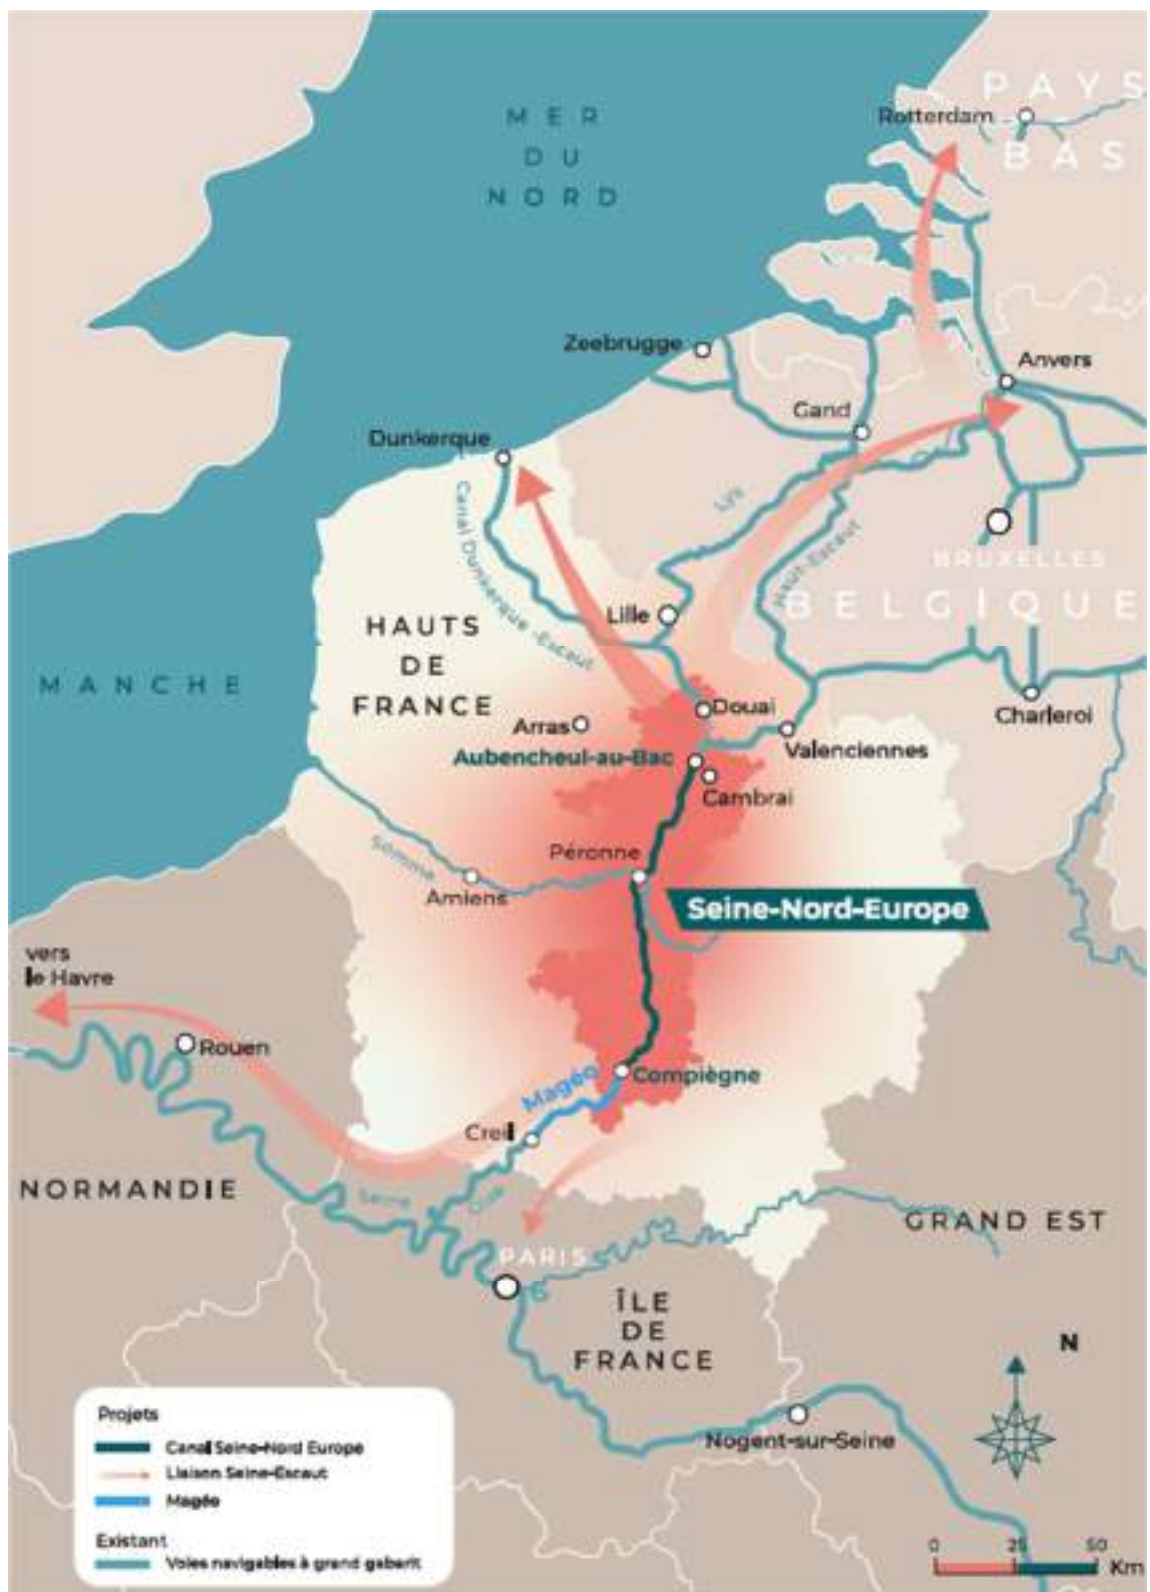 MER
DU
NORD
PAYS
BAS
Rotterdam
Zeebrugge
Anvers
Gand
Dunkerque
Canal Dunkerque-Escaut
Lys
Haut-Escaut
BRUXELLES
BELGIQUE
Lille
HAUTS
DE
FRANCE
MANCHE
Douai
Arras
Charleroi
Valenciennes
Aubencheul-au-Bac
Cambrai
Somme
Péronne
Amiens
Seine-Nord-Europe
vers
le Havre
Rouen
Magéo
Compiègne
Creil
NORMANDIE
Seine
Oise
GRAND EST
PARIS
ÎLE
DE
FRANCE
N
Nogent-sur-Seine
Projets
Canal Seine-Nord Europe
Liaison Seine-Escaut
Magéo
Existant
Voies navigables à grand gabarit
0 25 50
Km